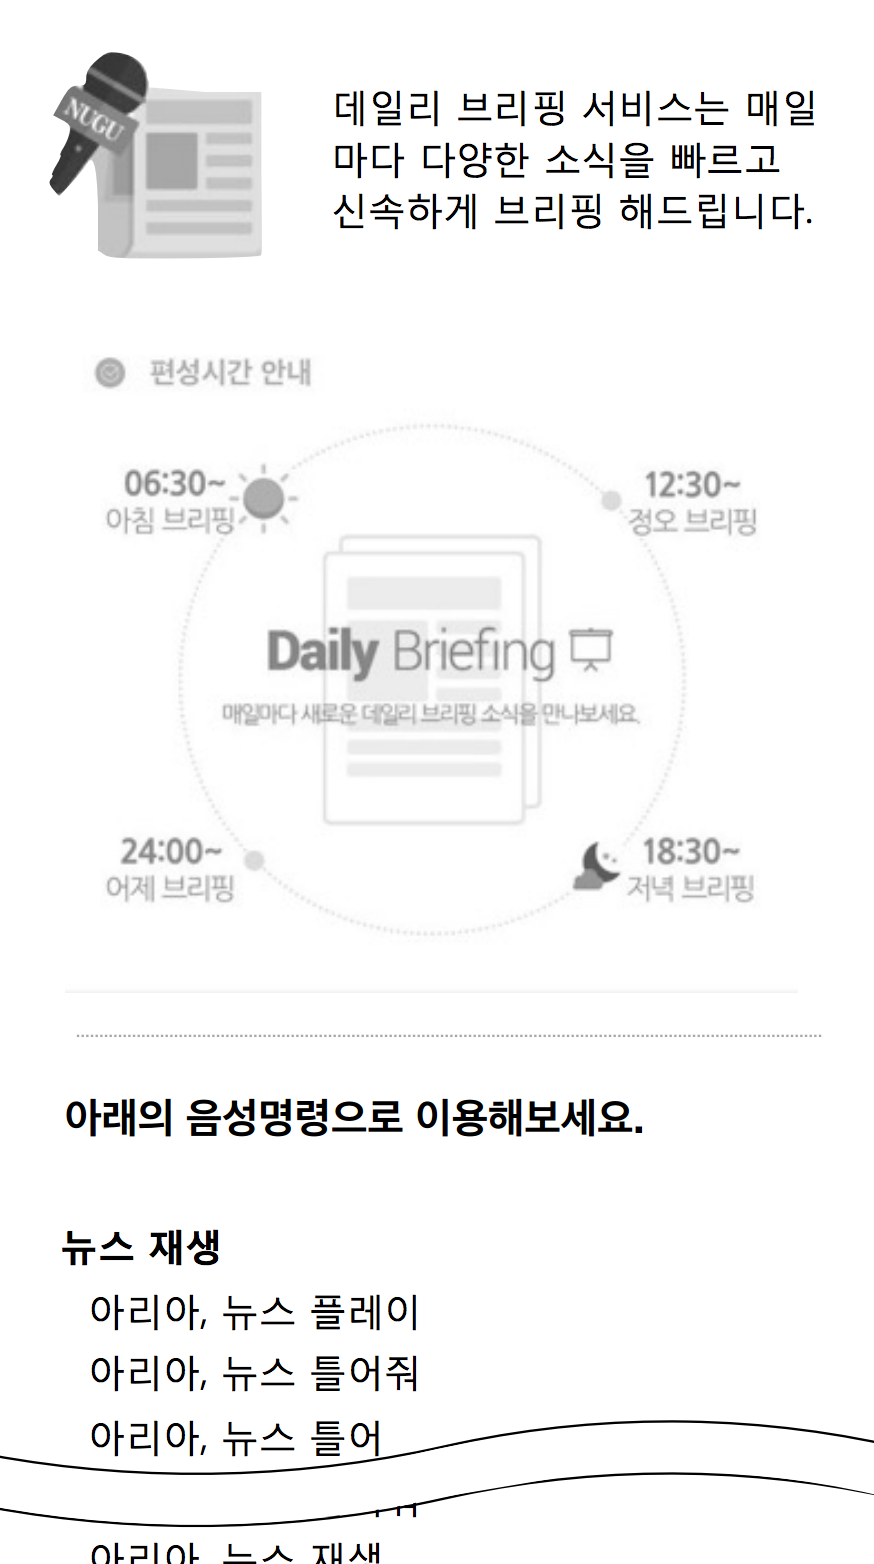 NUGU
데일리 브리핑 서비스는 매일
마다 다양한 소식을 빠르고
신속하게 브리핑 해드립니다.
편성시간 안내
06:30~
아침 브리핑
12:30~
정오 브리핑
Daily Briefing
매일마다 새로운 데일리 브리핑 소식을 만나보세요.
24:00~
어제 브리핑
18:30~
저녁 브리핑
아래의 음성명령으로 이용해보세요.
뉴스 재생
아리아, 뉴스 플레이
아리아, 뉴스 틀어줘
아리아, 뉴스 틀어
아리아, 뉴스 재생